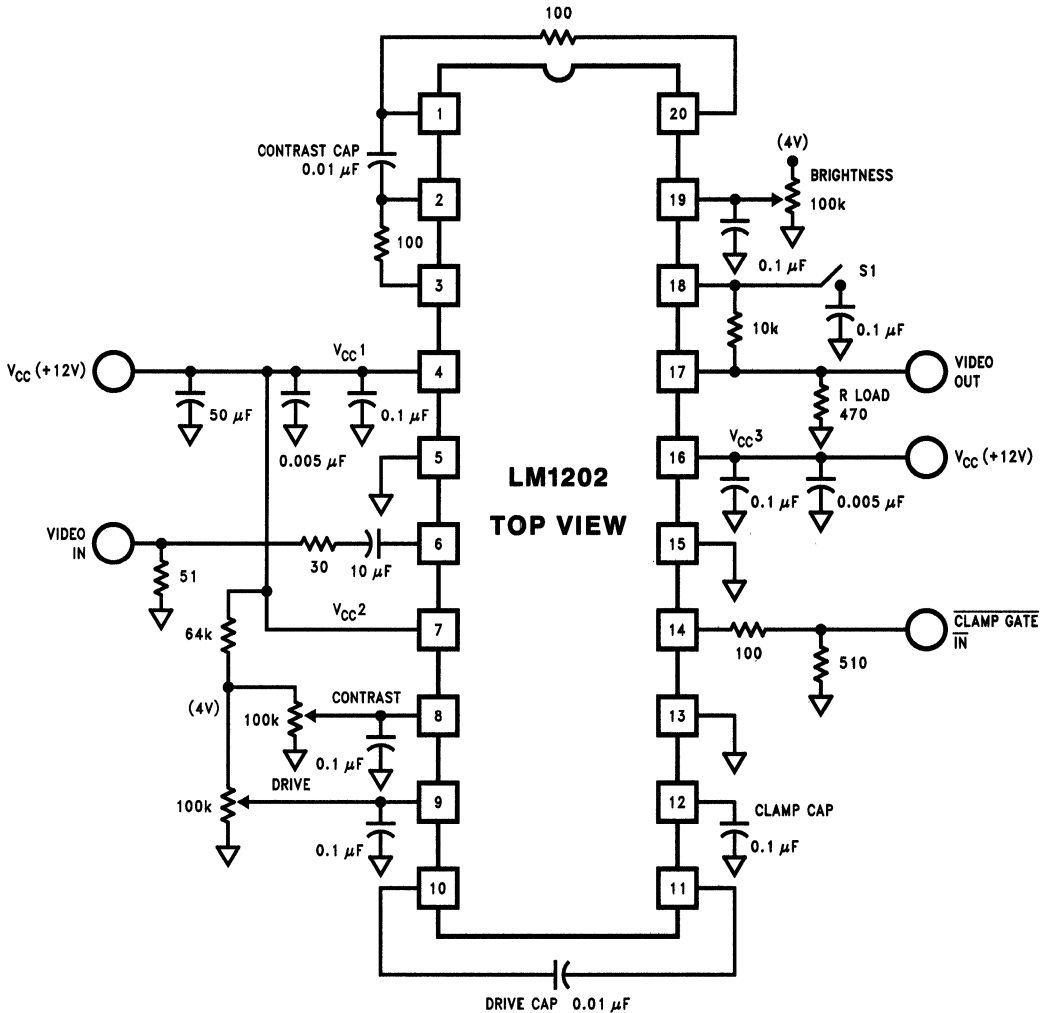 100
1
20
CONTRAST CAP
0.01 µF
(4V)
BRIGHTNESS
100k
2
19
100
0.1 µF
3
18
S1
10k
0.1 µF
VCC (+12V)
VCC1
4
17
VIDEO
OUT
50 µF
0.005 µF
0.1 µF
R LOAD
470
5
16
VCC3
VCC (+12V)
LM1202
TOP VIEW
0.1 µF
0.005 µF
VIDEO
IN
51
30
10 µF
6
15
64k
VCC2
7
14
100
510
CLAMP GATE
IN
(4V)
100k
CONTRAST
8
13
0.1 µF
DRIVE
100k
9
12
CLAMP CAP
0.1 µF
0.1 µF
10
11
DRIVE CAP 0.01 µF